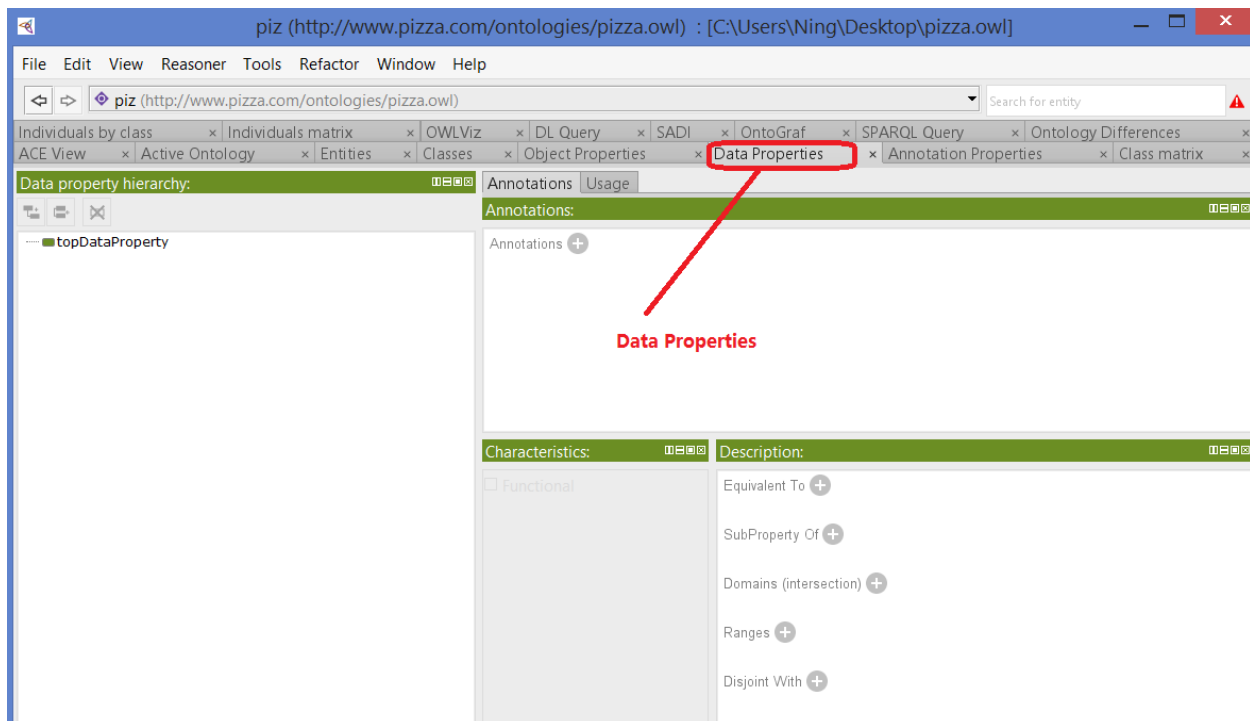 piz (http://www.pizza.com/ontologies/pizza.owl) : [C:\Users\Ning\Desktop\pizza.owl]
File Edit View Reasoner Tools Refactor Window Help
piz (http://www.pizza.com/ontologies/pizza.owl) Search for entity
Individuals by class Individuals matrix OWLViz DL Query SADI OntoGraf SPARQL Query Ontology Differences
ACE View Active Ontology Entities Classes Object Properties Data Properties Annotation Properties Class matrix
Data property hierarchy:
topDataProperty
Annotations Usage
Annotations:
Annotations
Data Properties
Characteristics:
Functional
Description:
Equivalent To
SubProperty Of
Domains (intersection)
Ranges
Disjoint With